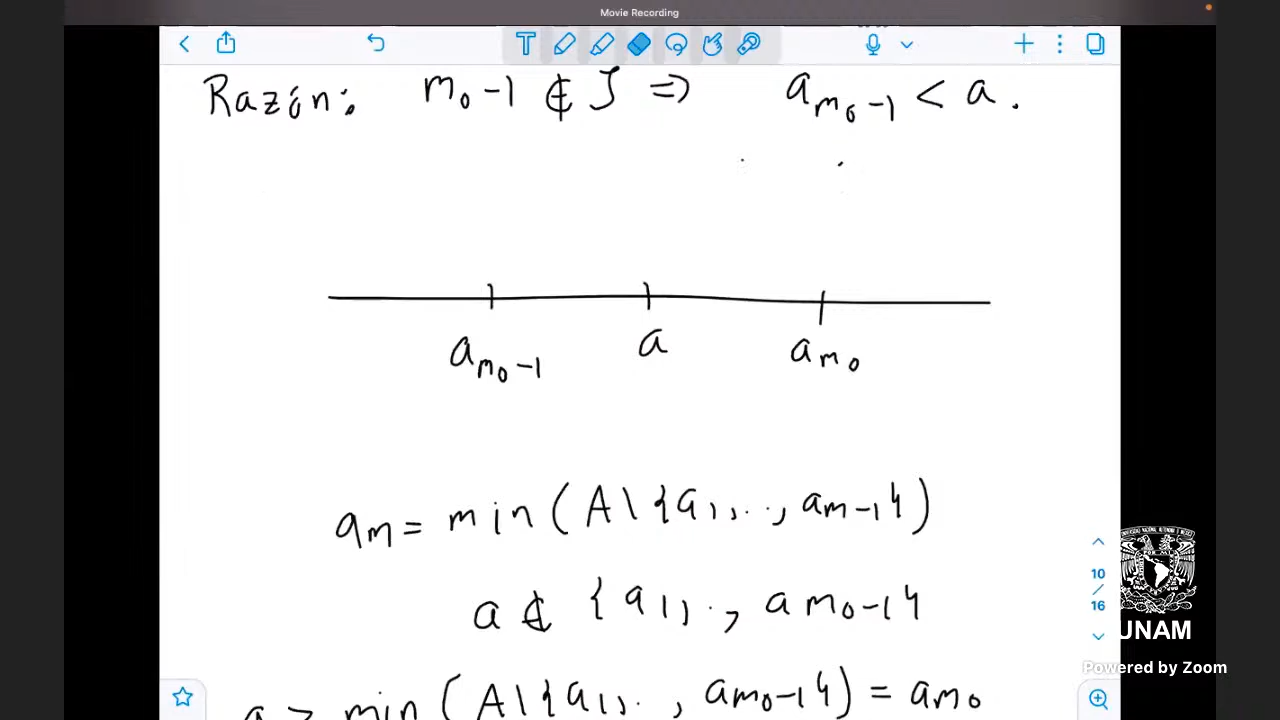 Movie Recording
Razón: m₀-1 ∉ J ⇒ a_{m₀-1} < a.
a_{m₀-1} a a_{m₀}
a_m = min(A\{a₁,..,a_{m-1}})
a ∉ {a₁,..,a_{m₀-1}}
a ≥ min(A\{a₁,..,a_{m₀-1}}) = a_{m₀}
10
/
16
UNAM
Powered by Zoom